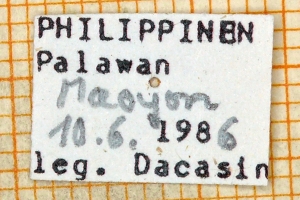 PHILIPPINEN
Palawan
Maoyon
10.6. 1986
leg. Dacasin